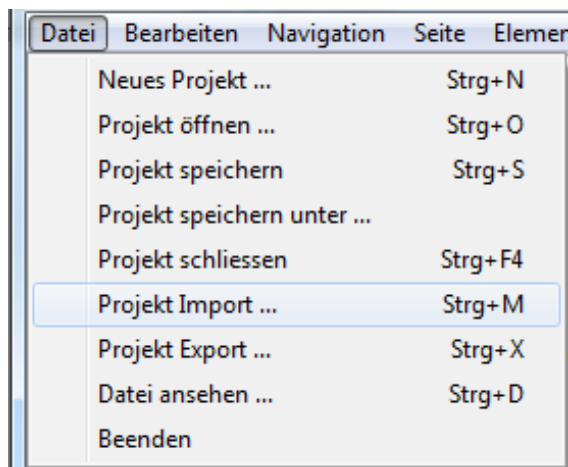 Datei Bearbeiten Navigation Seite Elemen
Neues Projekt ... Strg+N
Projekt öffnen ... Strg+O
Projekt speichern Strg+S
Projekt speichern unter ...
Projekt schliessen Strg+F4
Projekt Import ... Strg+M
Projekt Export ... Strg+X
Datei ansehen ... Strg+D
Beenden